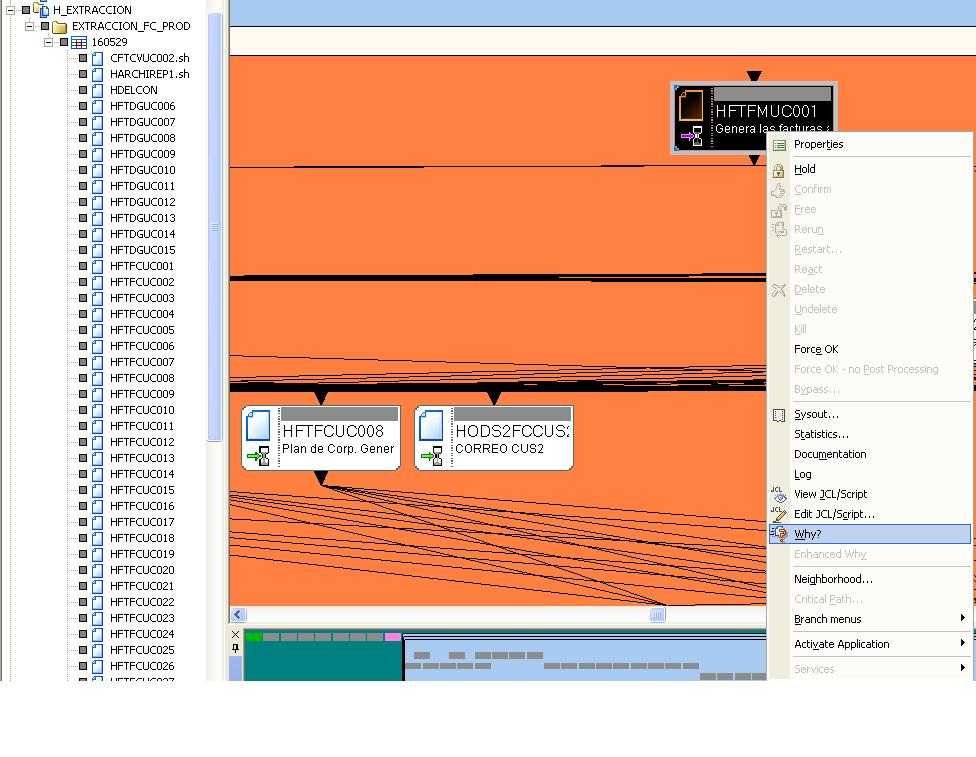 H_EXTRACCION
EXTRACCION_FC_PROD
160529
CFTCVUC002.sh
HARCHIREP1.sh
HDELCON
HFTDGUC006
HFTDGUC007
HFTDGUC008
HFTDGUC009
HFTDGUC010
HFTDGUC011
HFTDGUC012
HFTDGUC013
HFTDGUC014
HFTDGUC015
HFTFCUC001
HFTFCUC002
HFTFCUC003
HFTFCUC004
HFTFCUC005
HFTFCUC006
HFTFCUC007
HFTFCUC008
HFTFCUC009
HFTFCUC010
HFTFCUC011
HFTFCUC012
HFTFCUC013
HFTFCUC014
HFTFCUC015
HFTFCUC016
HFTFCUC017
HFTFCUC018
HFTFCUC019
HFTFCUC020
HFTFCUC021
HFTFCUC022
HFTFCUC023
HFTFCUC024
HFTFCUC025
HFTFCUC026
HFTFMUC001
Genera las facturas
HFTFCUC008
Plan de Corp. Gener
HODS2FCCUS2
CORREO CUS2
Properties
Hold
Confirm
Free
Rerun
Restart...
React
Delete
Undelete
Kill
Force OK
Force OK - no Post Processing
Bypass...
Sysout...
Statistics...
Documentation
Log
JCL View JCL/Script
JCL Edit JCL/Script...
Why?
Enhanced Why
Neighborhood...
Critical Path...
Branch menus
Activate Application
Services